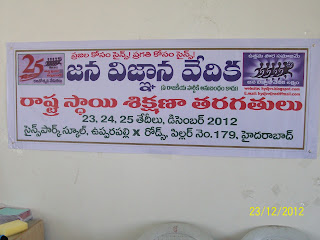 ప్రజల కోసం సైన్స్! ప్రగతి కోసం సైన్స్!
25
జన విజ్ఞాన వేదిక
రాష్ట్ర స్థాయి శిక్షణా తరగతులు
23, 24, 25 తేదీలు, డిసెంబర్ 2012
సైన్స్‌పార్క్ స్కూల్, ఉప్పరపల్లి X రోడ్స్, పిల్లర్ నెం.179, హైదరాబాద్
23/12/2012